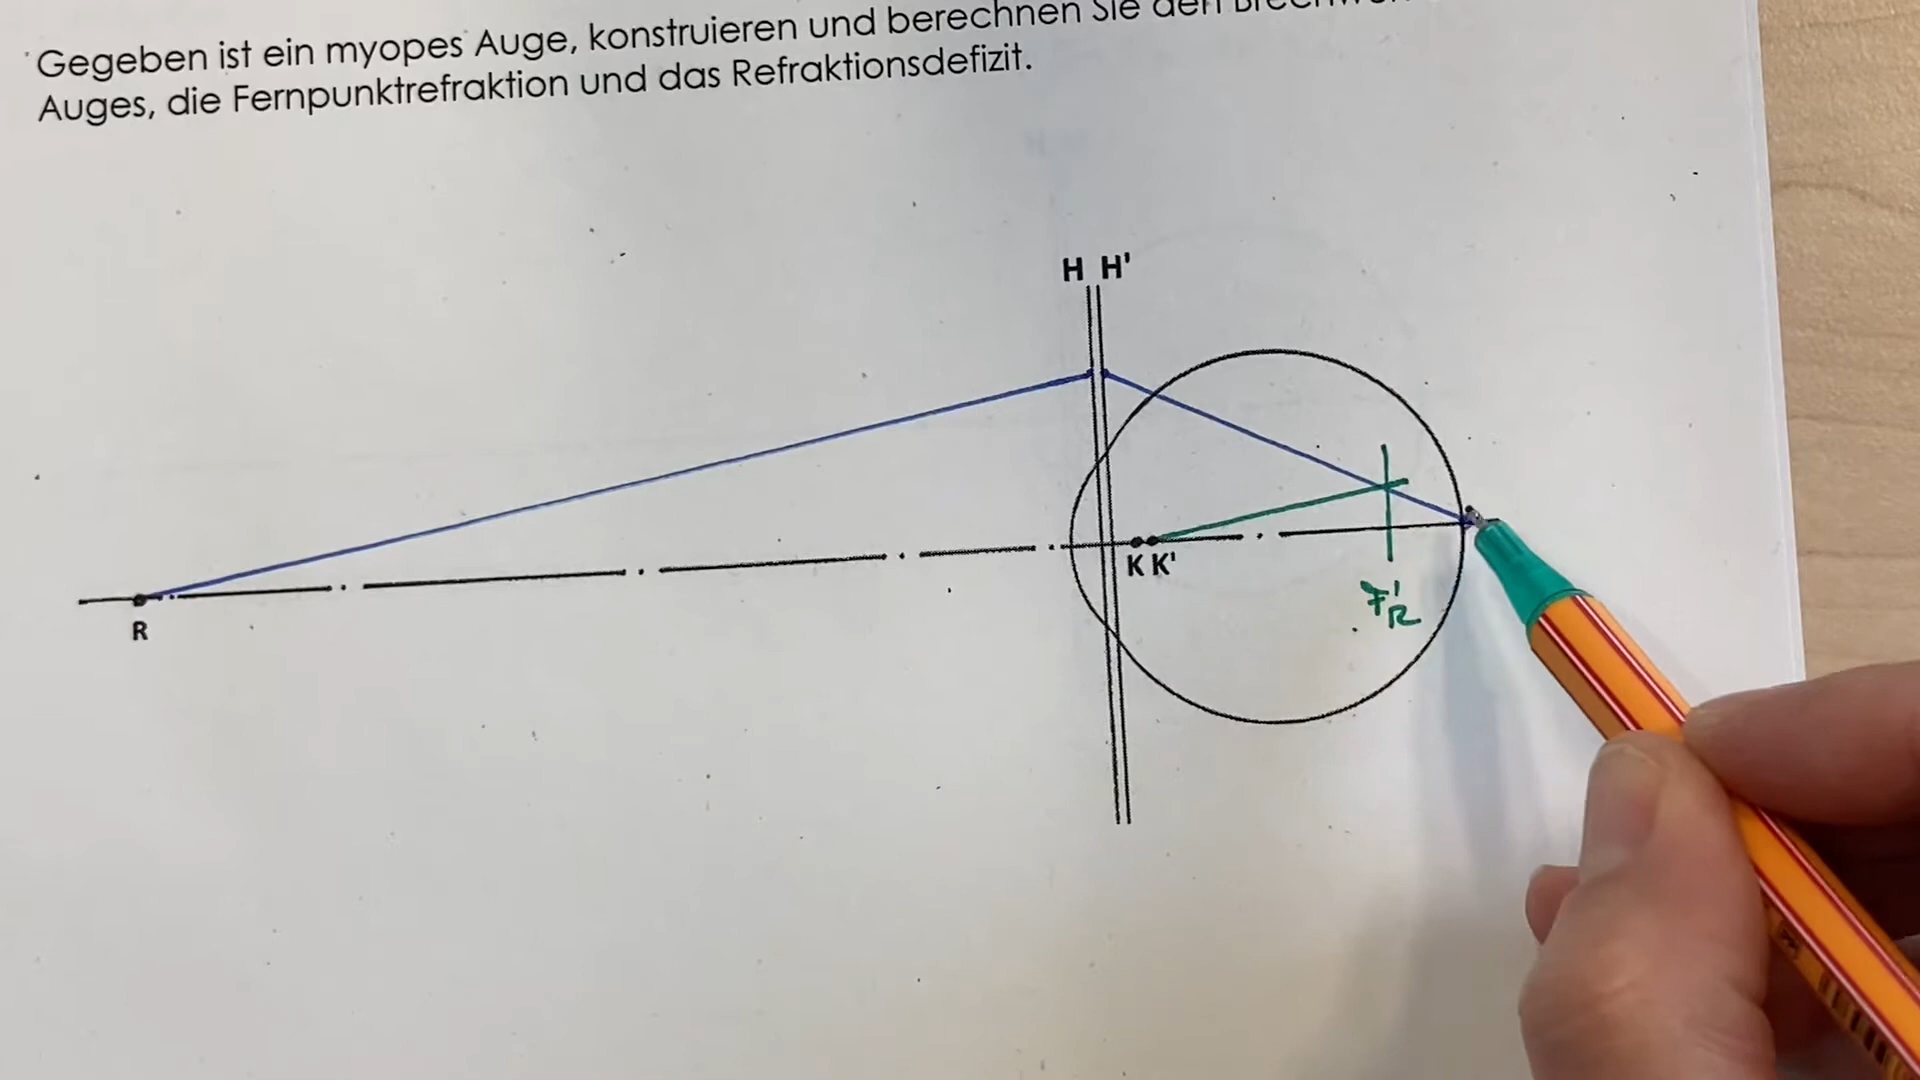 Gegeben ist ein myopes Auge, konstruieren und berechnen Sie den
Auges, die Fernpunktrefraktion und das Refraktionsdefizit.
H H'
K K'
F'R
R